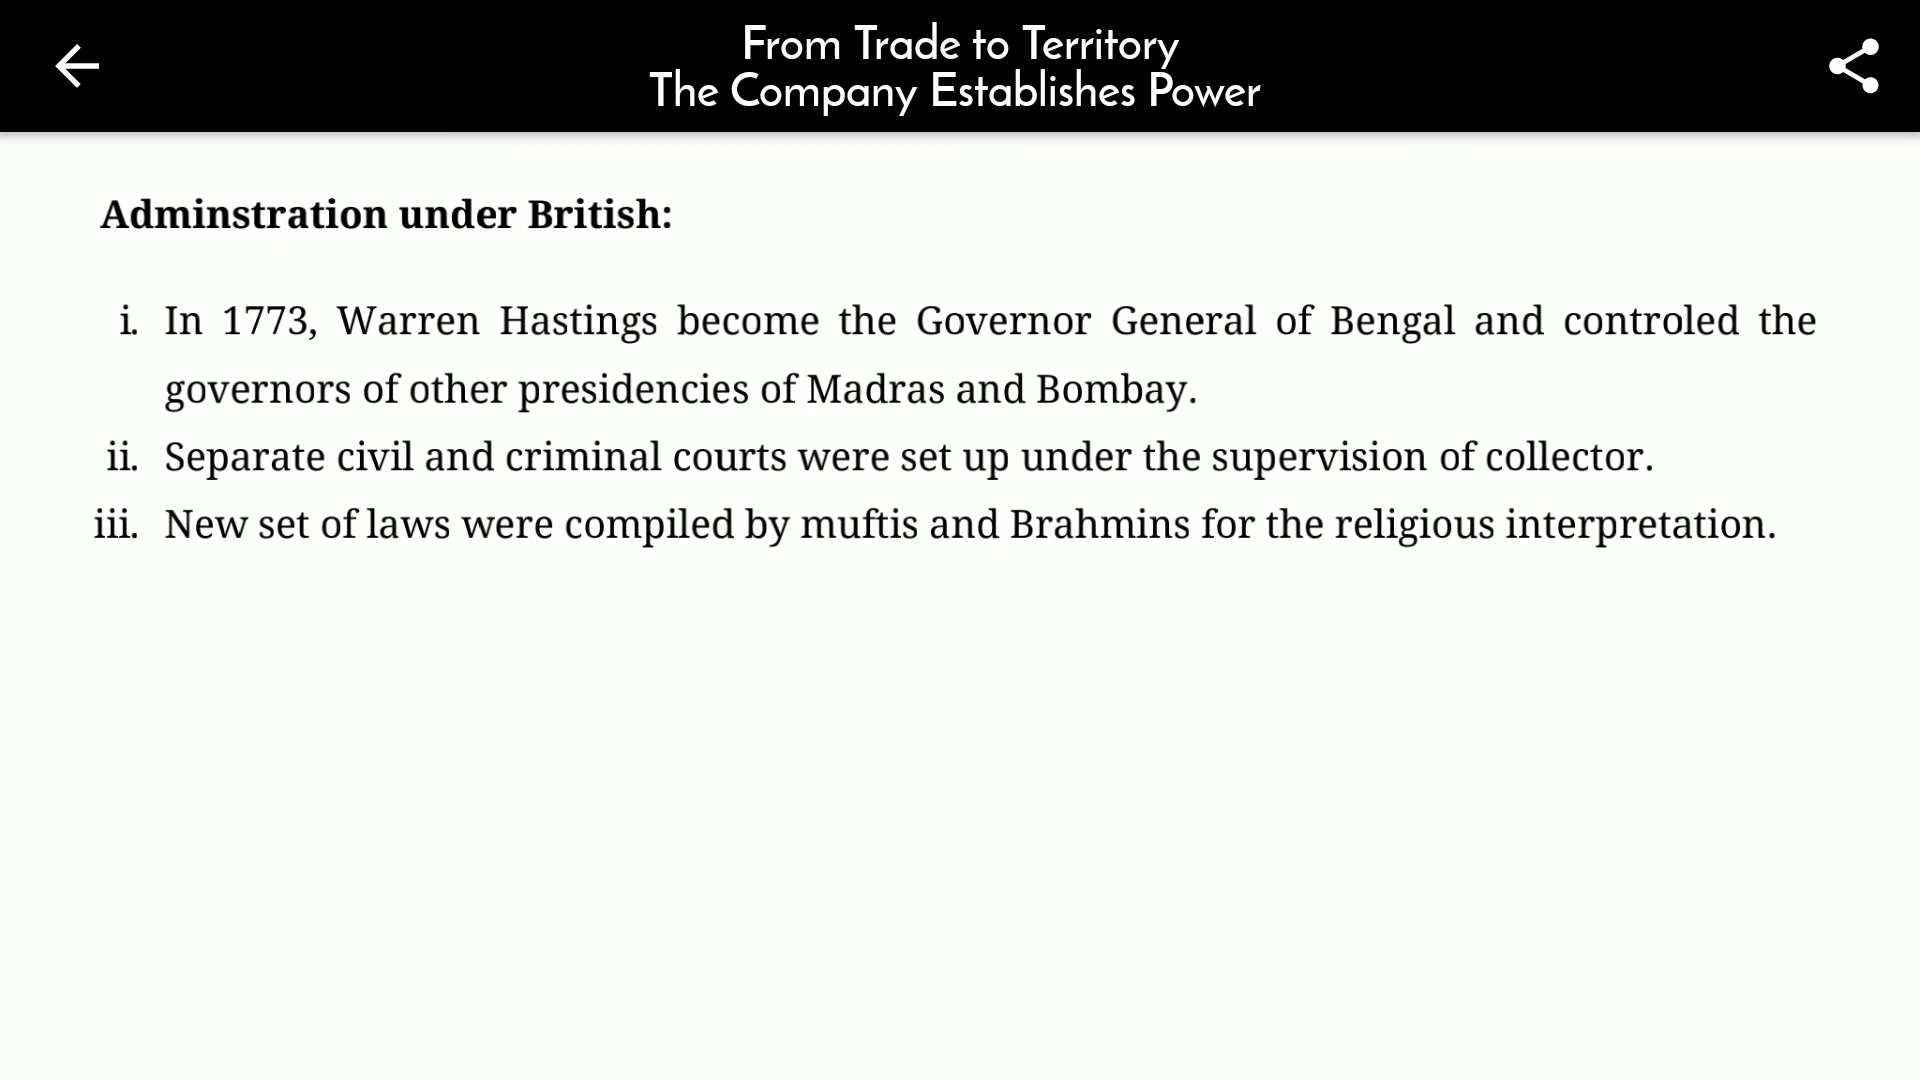 From Trade to Territory
The Company Establishes Power
Adminstration under British:
i. In 1773, Warren Hastings become the Governor General of Bengal and controled the
governors of other presidencies of Madras and Bombay.
ii. Separate civil and criminal courts were set up under the supervision of collector.
iii. New set of laws were compiled by muftis and Brahmins for the religious interpretation.